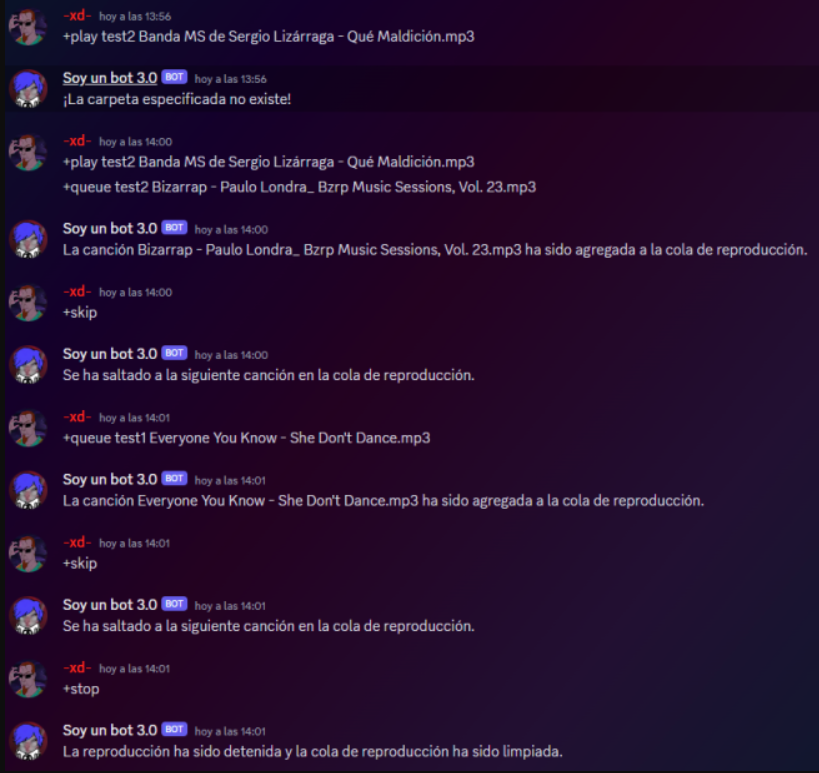 -xd- hoy a las 13:56
+play test2 Banda MS de Sergio Lizárraga - Qué Maldición.mp3
Soy un bot 3.0 BOT hoy a las 13:56
¡La carpeta especificada no existe!
-xd- hoy a las 14:00
+play test2 Banda MS de Sergio Lizárraga - Qué Maldición.mp3
+queue test2 Bizarrap - Paulo Londra_ Bzrp Music Sessions, Vol. 23.mp3
Soy un bot 3.0 BOT hoy a las 14:00
La canción Bizarrap - Paulo Londra_ Bzrp Music Sessions, Vol. 23.mp3 ha sido agregada a la cola de reproducción.
-xd- hoy a las 14:00
+skip
Soy un bot 3.0 BOT hoy a las 14:00
Se ha saltado a la siguiente canción en la cola de reproducción.
-xd- hoy a las 14:01
+queue test1 Everyone You Know - She Don't Dance.mp3
Soy un bot 3.0 BOT hoy a las 14:01
La canción Everyone You Know - She Don't Dance.mp3 ha sido agregada a la cola de reproducción.
-xd- hoy a las 14:01
+skip
Soy un bot 3.0 BOT hoy a las 14:01
Se ha saltado a la siguiente canción en la cola de reproducción.
-xd- hoy a las 14:01
+stop
Soy un bot 3.0 BOT hoy a las 14:01
La reproducción ha sido detenida y la cola de reproducción ha sido limpiada.